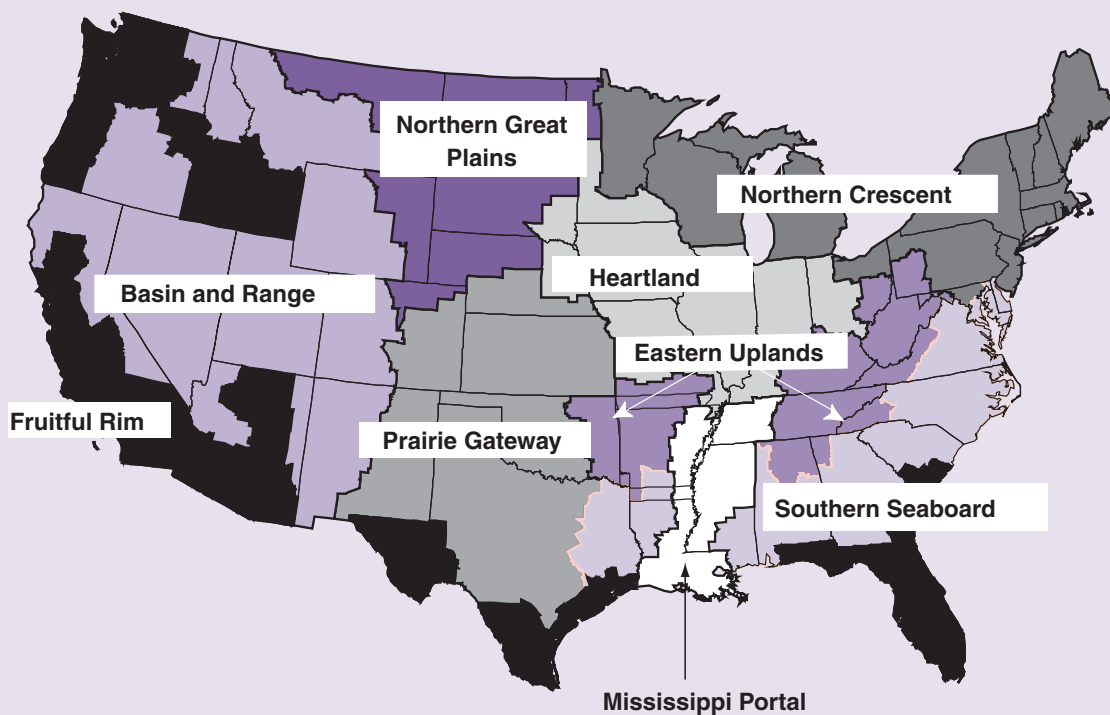 Northern Great
Plains
Northern Crescent
Heartland
Basin and Range
Eastern Uplands
Fruitful Rim
Prairie Gateway
Southern Seaboard
Mississippi Portal